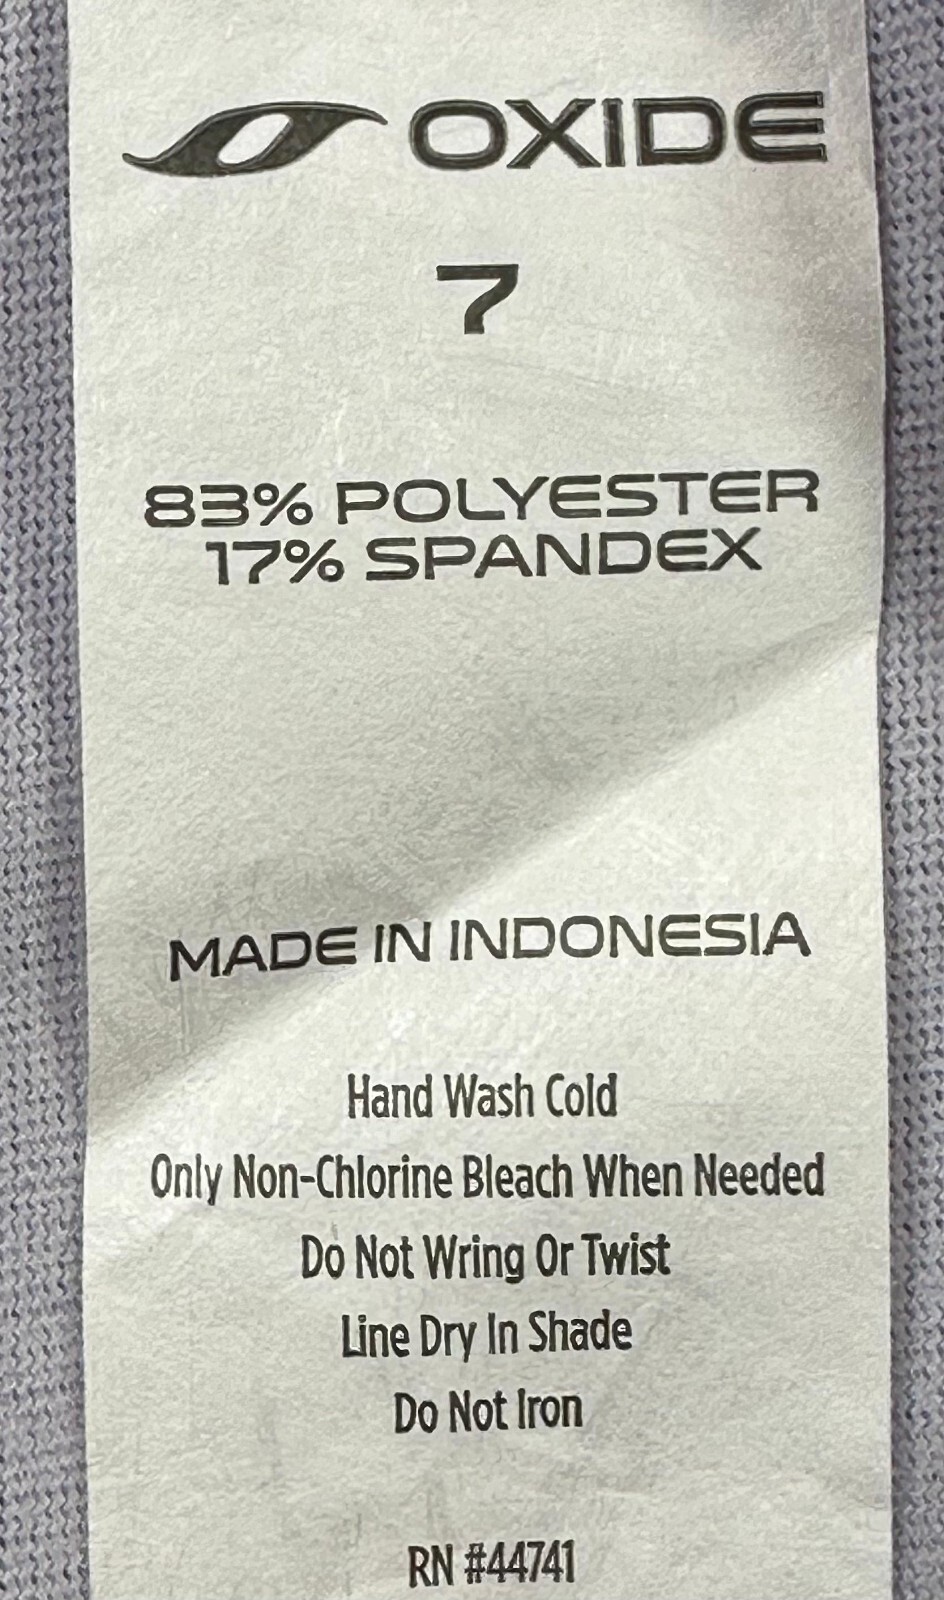 OXIDE
7
83% POLYESTER
17% SPANDEX
MADE IN INDONESIA
Hand Wash Cold
Only Non-Chlorine Bleach When Needed
Do Not Wring Or Twist
Line Dry In Shade
Do Not Iron
RN #44741